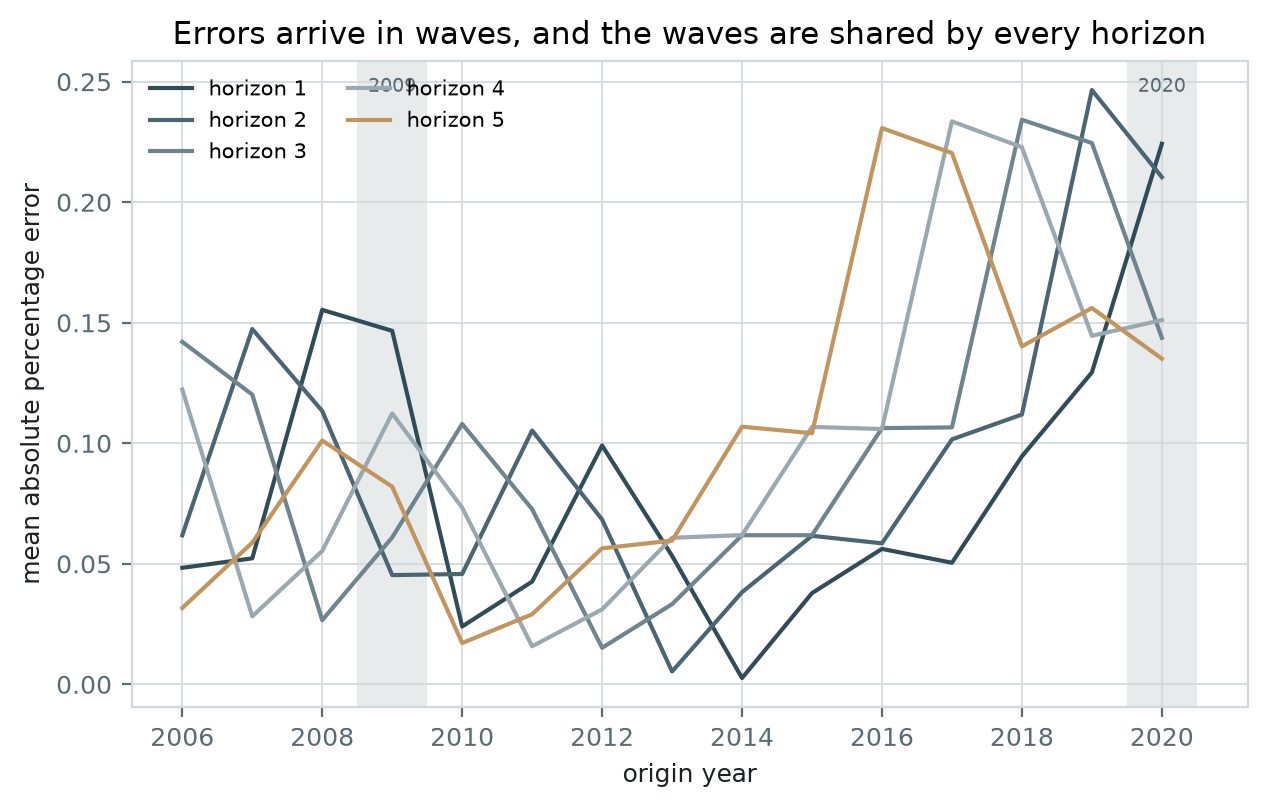 Errors arrive in waves, and the waves are shared by every horizon
mean absolute percentage error
0.25
0.20
0.15
0.10
0.05
0.00
horizon 1
horizon 2
horizon 3
horizon 4
horizon 5
2009
2020
2006
2008
2010
2012
2014
2016
2018
2020
origin year